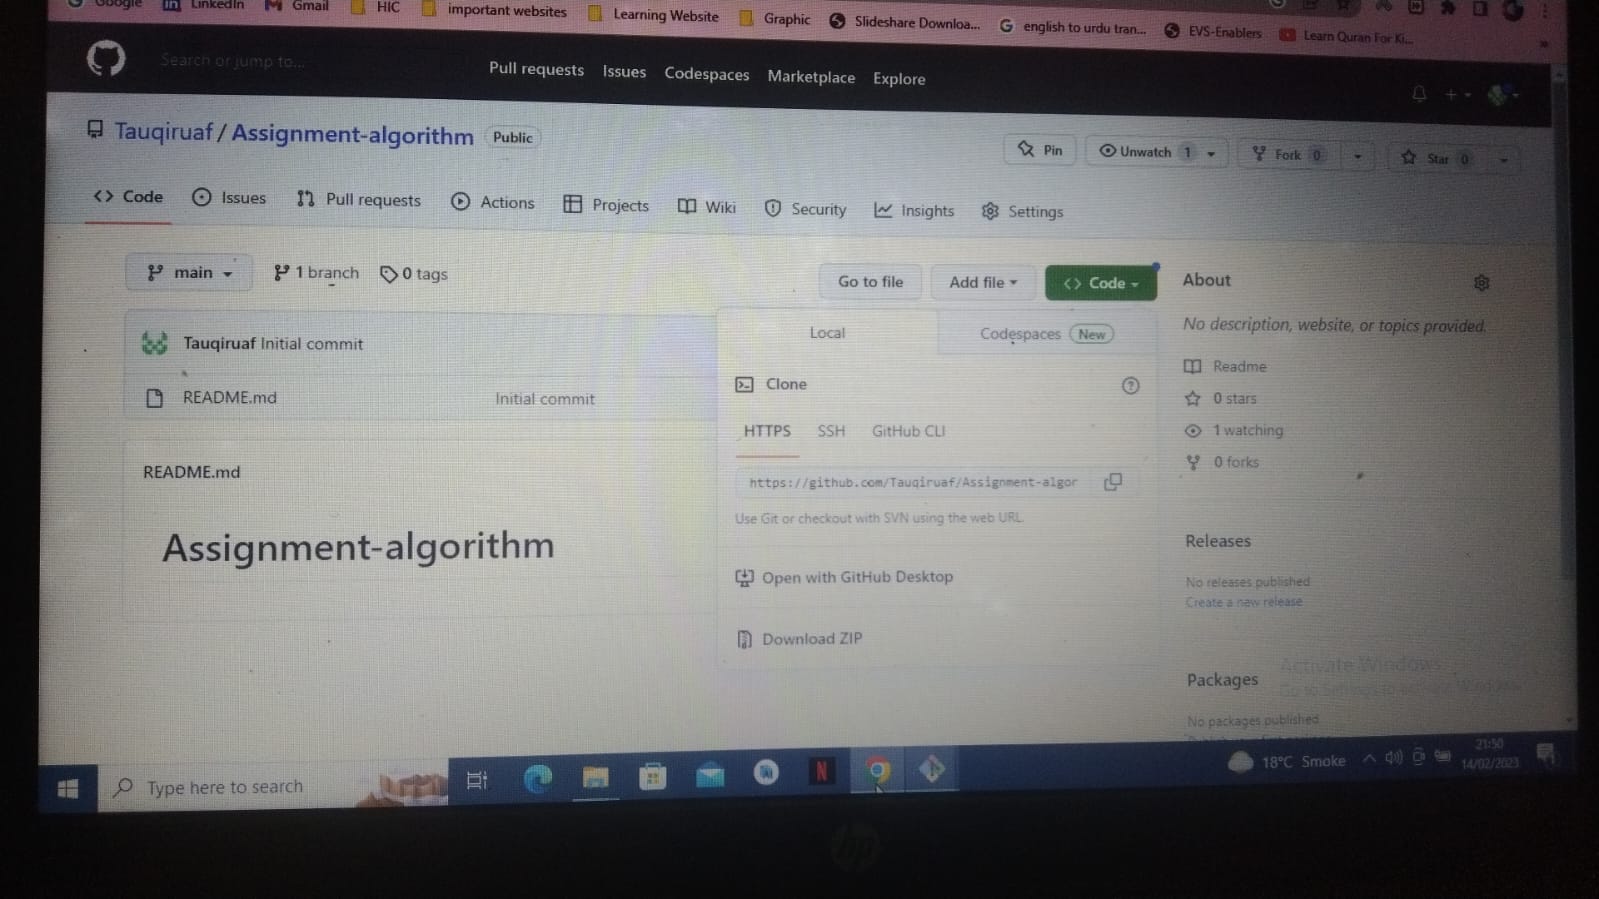 Google LinkedIn Gmail HIC important websites Learning Website Graphic Slideshare Downloa... english to urdu tran... EVS-Enablers Learn Quran For Ki...
Search or jump to...
Pull requests Issues Codespaces Marketplace Explore
Tauqiruaf / Assignment-algorithm Public
Pin Unwatch 1 Fork 0 Star 0
Code Issues Pull requests Actions Projects Wiki Security Insights Settings
main 1 branch 0 tags Go to file Add file Code
Tauqiruaf Initial commit
README.md Initial commit
README.md
Assignment-algorithm
Local Codespaces New
Clone
HTTPS SSH GitHub CLI
https://github.com/Tauqiruaf/Assignment-algor
Use Git or checkout with SVN using the web URL.
Open with GitHub Desktop
Download ZIP
About
No description, website, or topics provided.
Readme
0 stars
1 watching
0 forks
Releases
No releases published
Create a new release
Packages
No packages published
Activate Windows
Go to Settings to activate Windows.
Type here to search
18°C Smoke
21:50
14/02/2023
hp